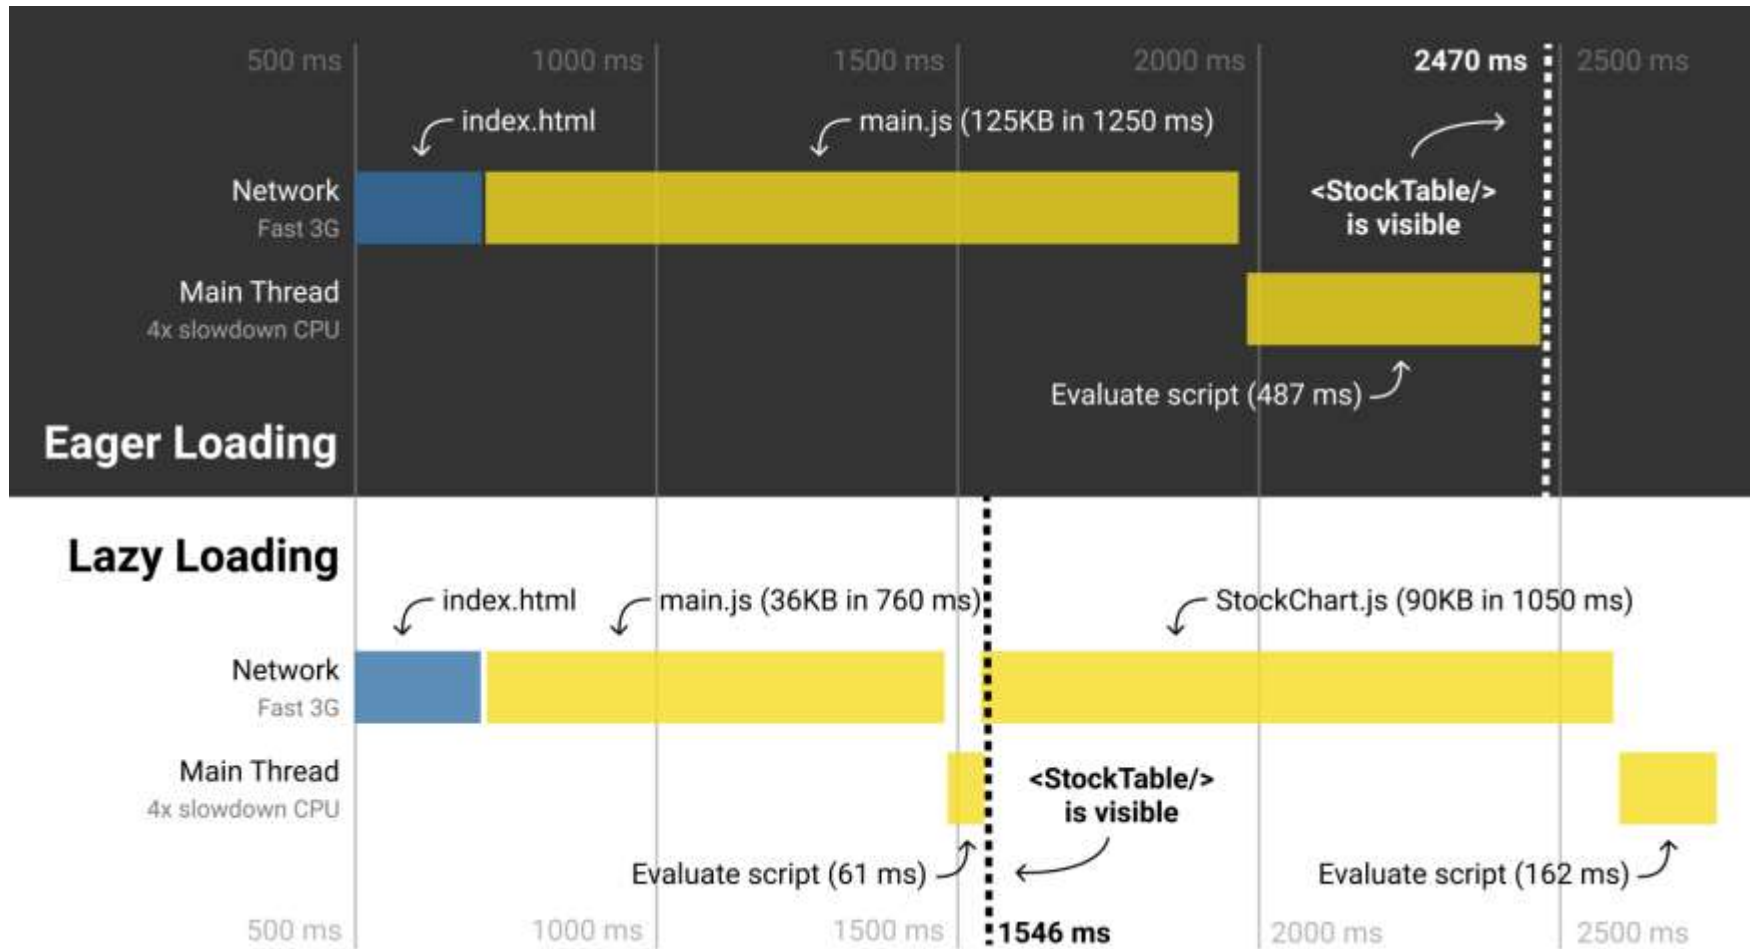 500 ms
1000 ms
1500 ms
2000 ms
2470 ms
2500 ms
index.html
main.js (125KB in 1250 ms)
Network
Fast 3G
<StockTable/>
is visible
Main Thread
4x slowdown CPU
Evaluate script (487 ms)
Eager Loading
Lazy Loading
index.html
main.js (36KB in 760 ms)
StockChart.js (90KB in 1050 ms)
Network
Fast 3G
Main Thread
4x slowdown CPU
<StockTable/>
is visible
Evaluate script (61 ms)
Evaluate script (162 ms)
500 ms
1000 ms
1500 ms
1546 ms
2000 ms
2500 ms